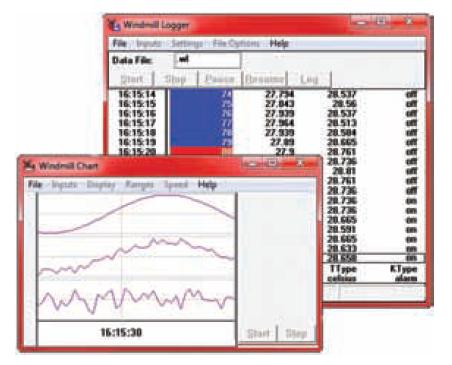 Windmill Logger
File Inputs Settings File Options Help
Data File: .wl
Start Stop Pause Resume Log
16:15:14 74 27.794 28.537 off
16:15:15 75 27.843 28.56 off
16:15:16 76 27.939 28.537 off
16:15:17 77 27.964 28.513 off
16:15:18 78 27.939 28.584 off
16:15:19 79 27.89 28.665 off
16:15:20 27.9 28.761 off
28.736 off
28.81 off
28.761 off
28.736 on
28.736 on
28.736 on
28.665 on
28.591 on
28.665 on
28.633 on
28.658 on
TType KType
celsius alarm
Windmill Chart
File Inputs Display Ranges Speed Help
16:15:30
Start Stop